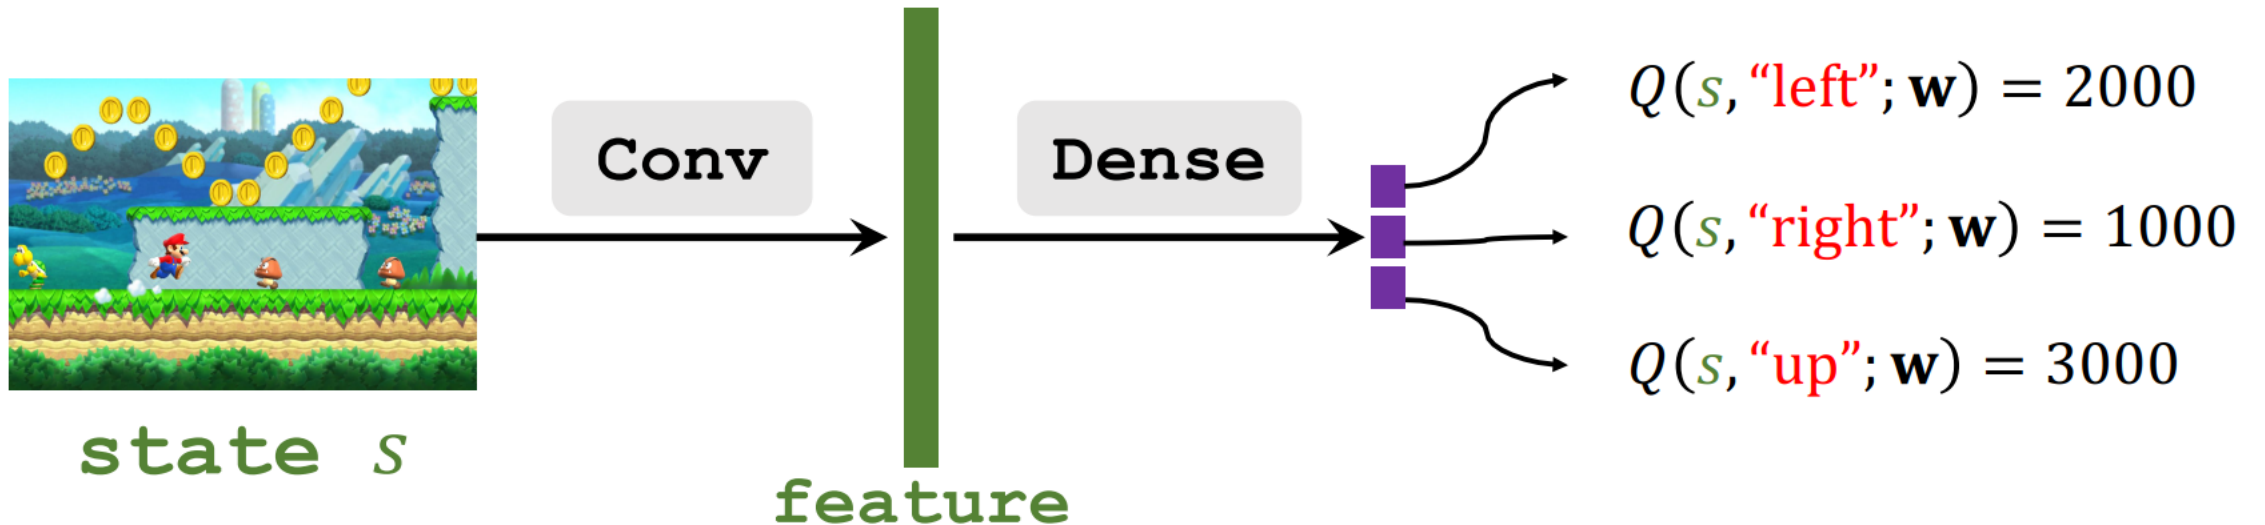 Conv
Dense
Q(s, “left”; w) = 2000
Q(s, “right”; w) = 1000
Q(s, “up”; w) = 3000
state s
feature